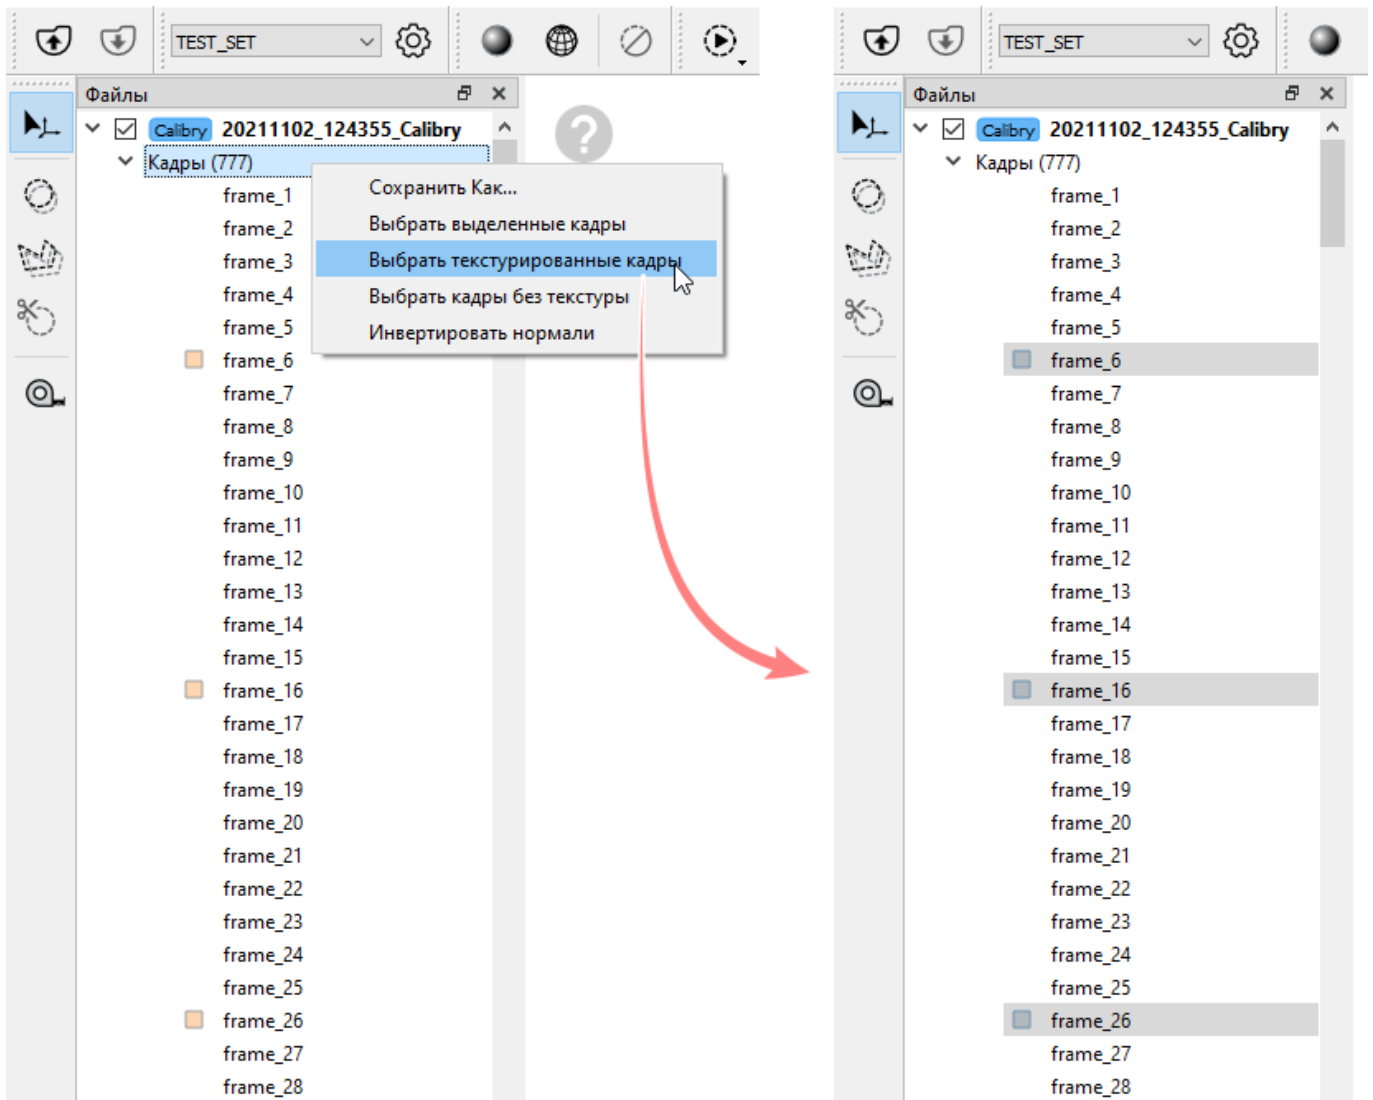 TEST_SET
Файлы
Calibry 20211102_124355_Calibry
Кадры (777)
Сохранить Как...
Выбрать выделенные кадры
Выбрать текстурированные кадры
Выбрать кадры без текстуры
Инвертировать нормали
frame_1
frame_2
frame_3
frame_4
frame_5
frame_6
frame_7
frame_8
frame_9
frame_10
frame_11
frame_12
frame_13
frame_14
frame_15
frame_16
frame_17
frame_18
frame_19
frame_20
frame_21
frame_22
frame_23
frame_24
frame_25
frame_26
frame_27
frame_28
TEST_SET
Файлы
Calibry 20211102_124355_Calibry
Кадры (777)
frame_1
frame_2
frame_3
frame_4
frame_5
frame_6
frame_7
frame_8
frame_9
frame_10
frame_11
frame_12
frame_13
frame_14
frame_15
frame_16
frame_17
frame_18
frame_19
frame_20
frame_21
frame_22
frame_23
frame_24
frame_25
frame_26
frame_27
frame_28